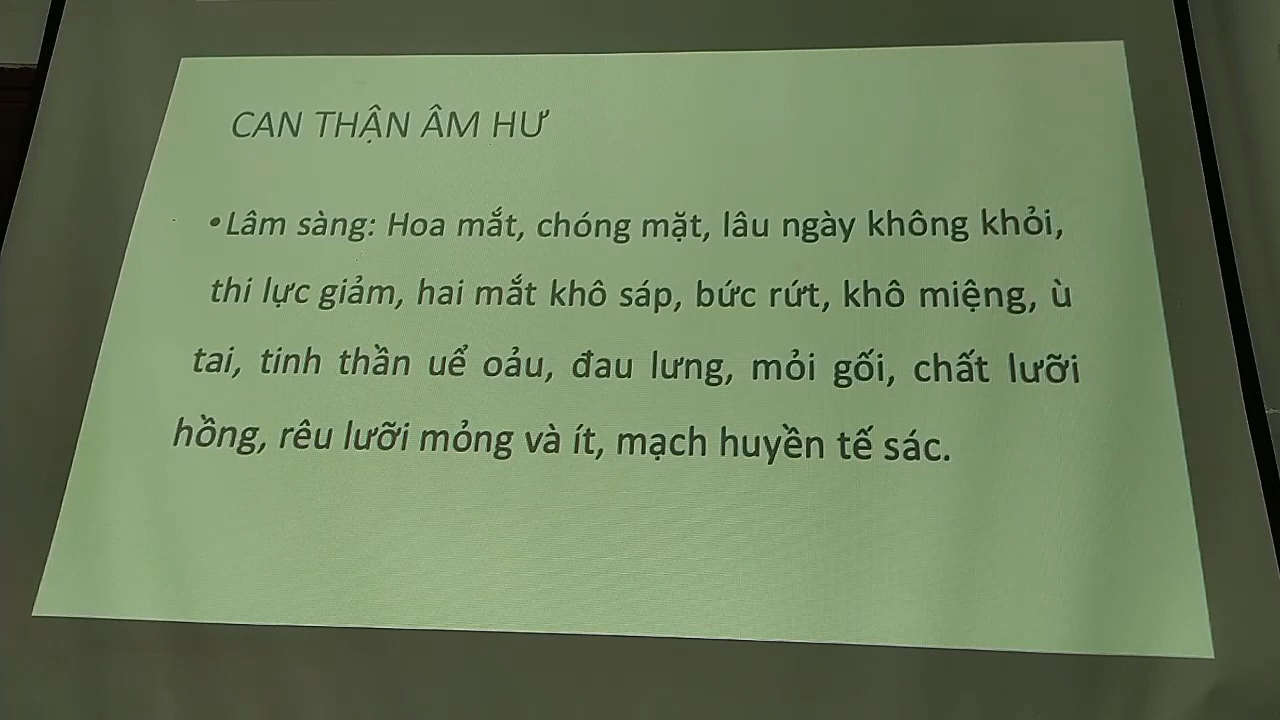 CAN THẬN ÂM HƯ
•Lâm sàng: Hoa mắt, chóng mặt, lâu ngày không khỏi,
thi lực giảm, hai mắt khô sáp, bức rứt, khô miệng, ù
tai, tinh thần uể oảu, đau lưng, mỏi gối, chất lưỡi
hồng, rêu lưỡi mỏng và ít, mạch huyền tế sác.